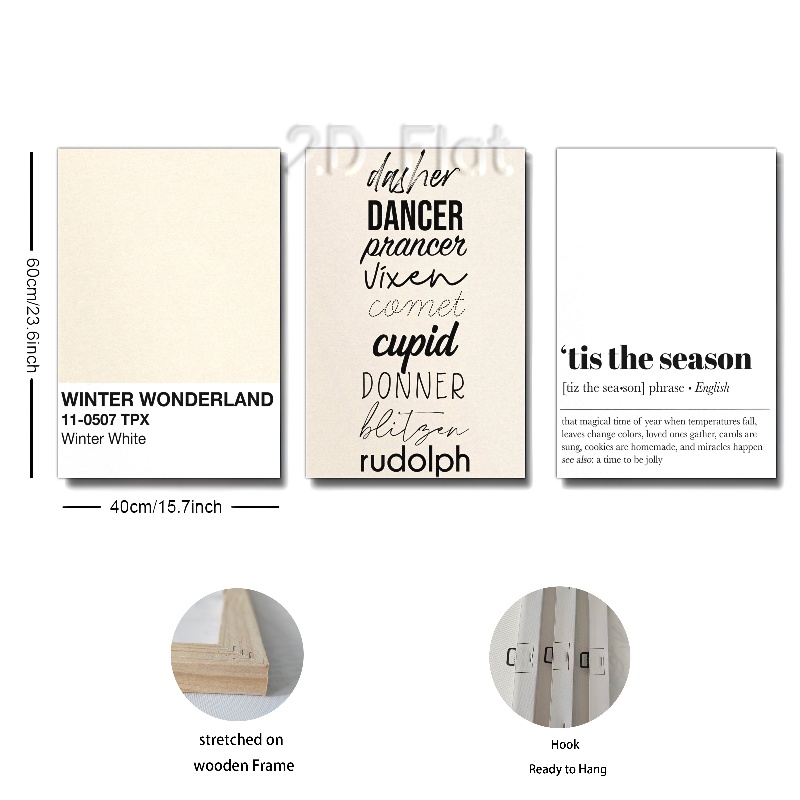 2D Flat
60cm/23.6inch
WINTER WONDERLAND
11-0507 TPX
Winter White
40cm/15.7inch
dasher
DANCER
prancer
vixen
comet
cupid
DONNER
blitzen
rudolph
‘tis the season
[tiz the sea•son] phrase • English
that magical time of year when temperatures fall,
leaves change colors, loved ones gather, carols are
sung, cookies are homemade, and miracles happen
see also: a time to be jolly
stretched on
wooden Frame
Hook
Ready to Hang